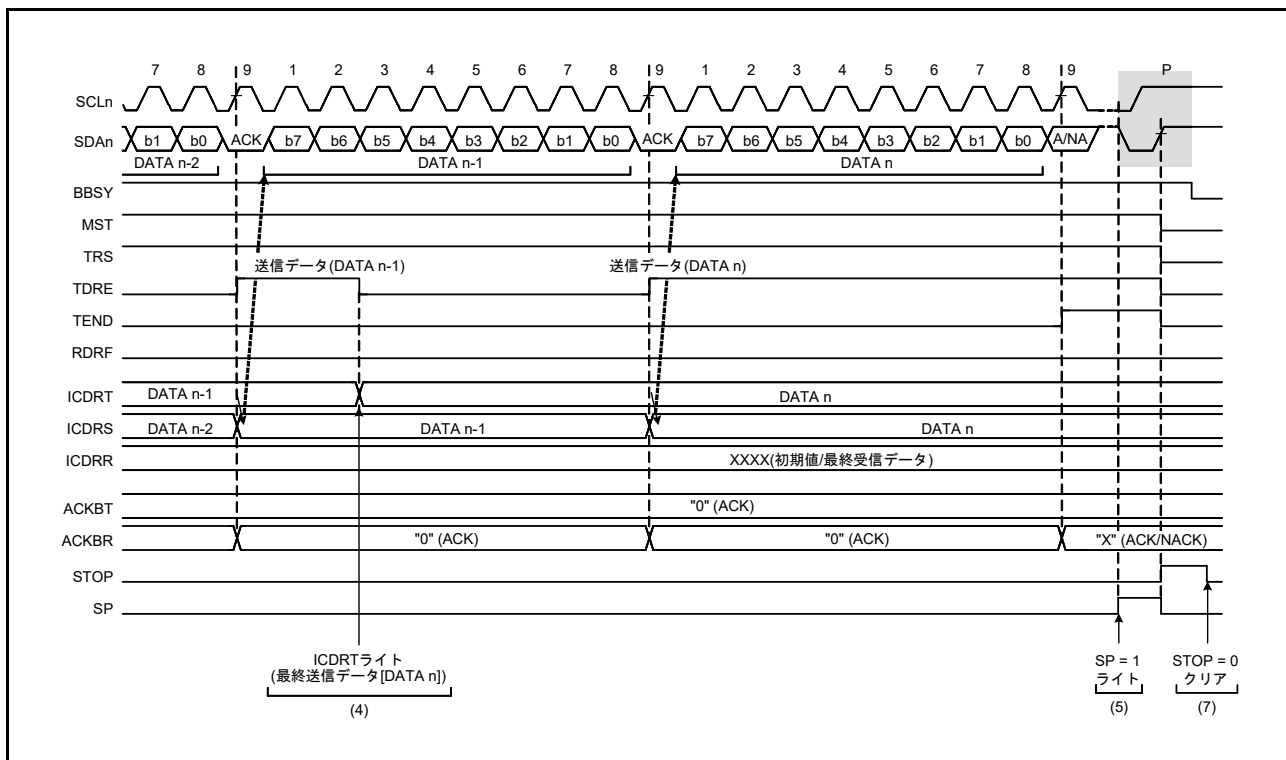 7 8 9 1 2 3 4 5 6 7 8 9 1 2 3 4 5 6 7 8 9 P
SCLn
SDAn b1 b0 ACK b7 b6 b5 b4 b3 b2 b1 b0 ACK b7 b6 b5 b4 b3 b2 b1 b0 A/NA
DATA n-2 DATA n-1 DATA n
BBSY
MST
TRS
送信データ(DATA n-1) 送信データ(DATA n)
TDRE
TEND
RDRF
ICDRT DATA n-1 DATA n
ICDRS DATA n-2 DATA n-1 DATA n
ICDRR XXXX(初期値/最終受信データ)
ACKBT "0" (ACK)
ACKBR "0" (ACK) "0" (ACK) "X" (ACK/NACK)
STOP
SP
ICDRTライト
(最終送信データ[DATA n])
(4)
SP = 1
ライト
(5)
STOP = 0
クリア
(7)